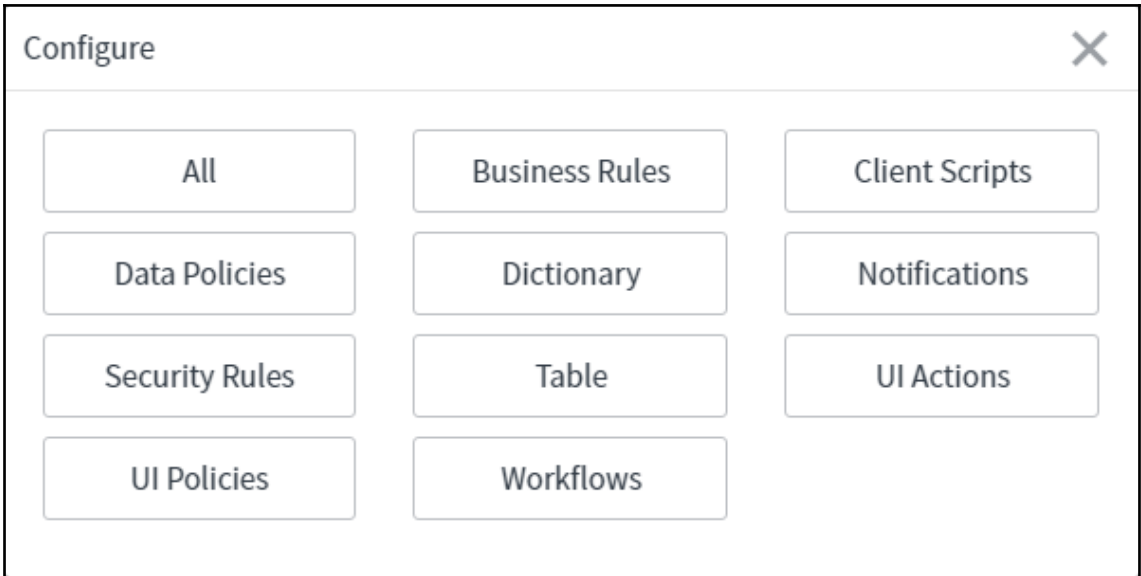 Configure
All
Business Rules
Client Scripts
Data Policies
Dictionary
Notifications
Security Rules
Table
UI Actions
UI Policies
Workflows